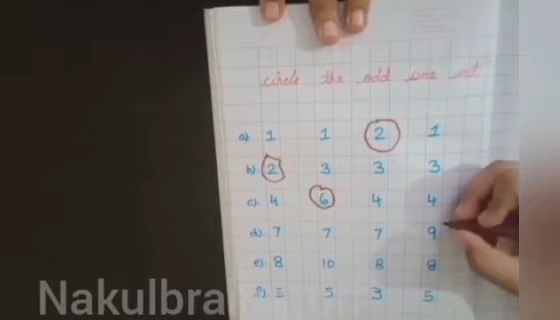 circle the odd one out
a) 1 1 2 1
b) 2 3 3 3
c) 4 6 4 4
d) 7 7 7 9
e) 8 10 8 8
f) 5 5 3 5
Nakulbra